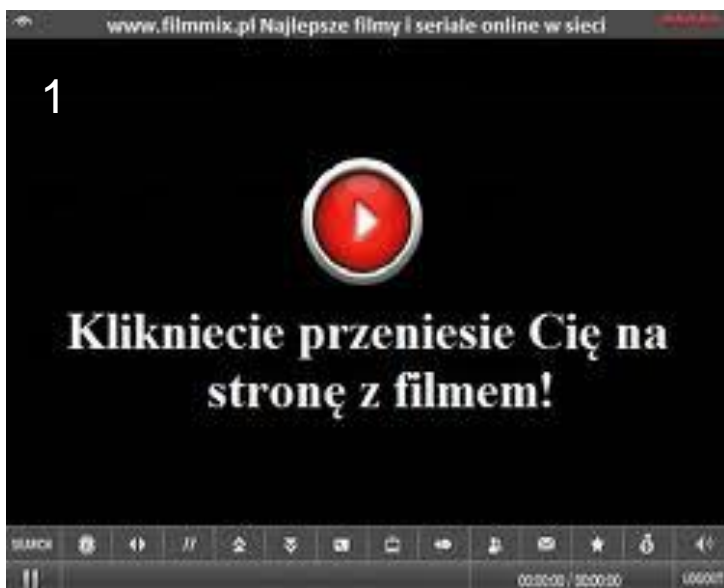 www.filmmix.pl Najlepsze filmy i seriale online w sieci
1
Klikniecie przeniesie Cię na
stronę z filmem!
SEARCH
00:00:00 / 00:00:00